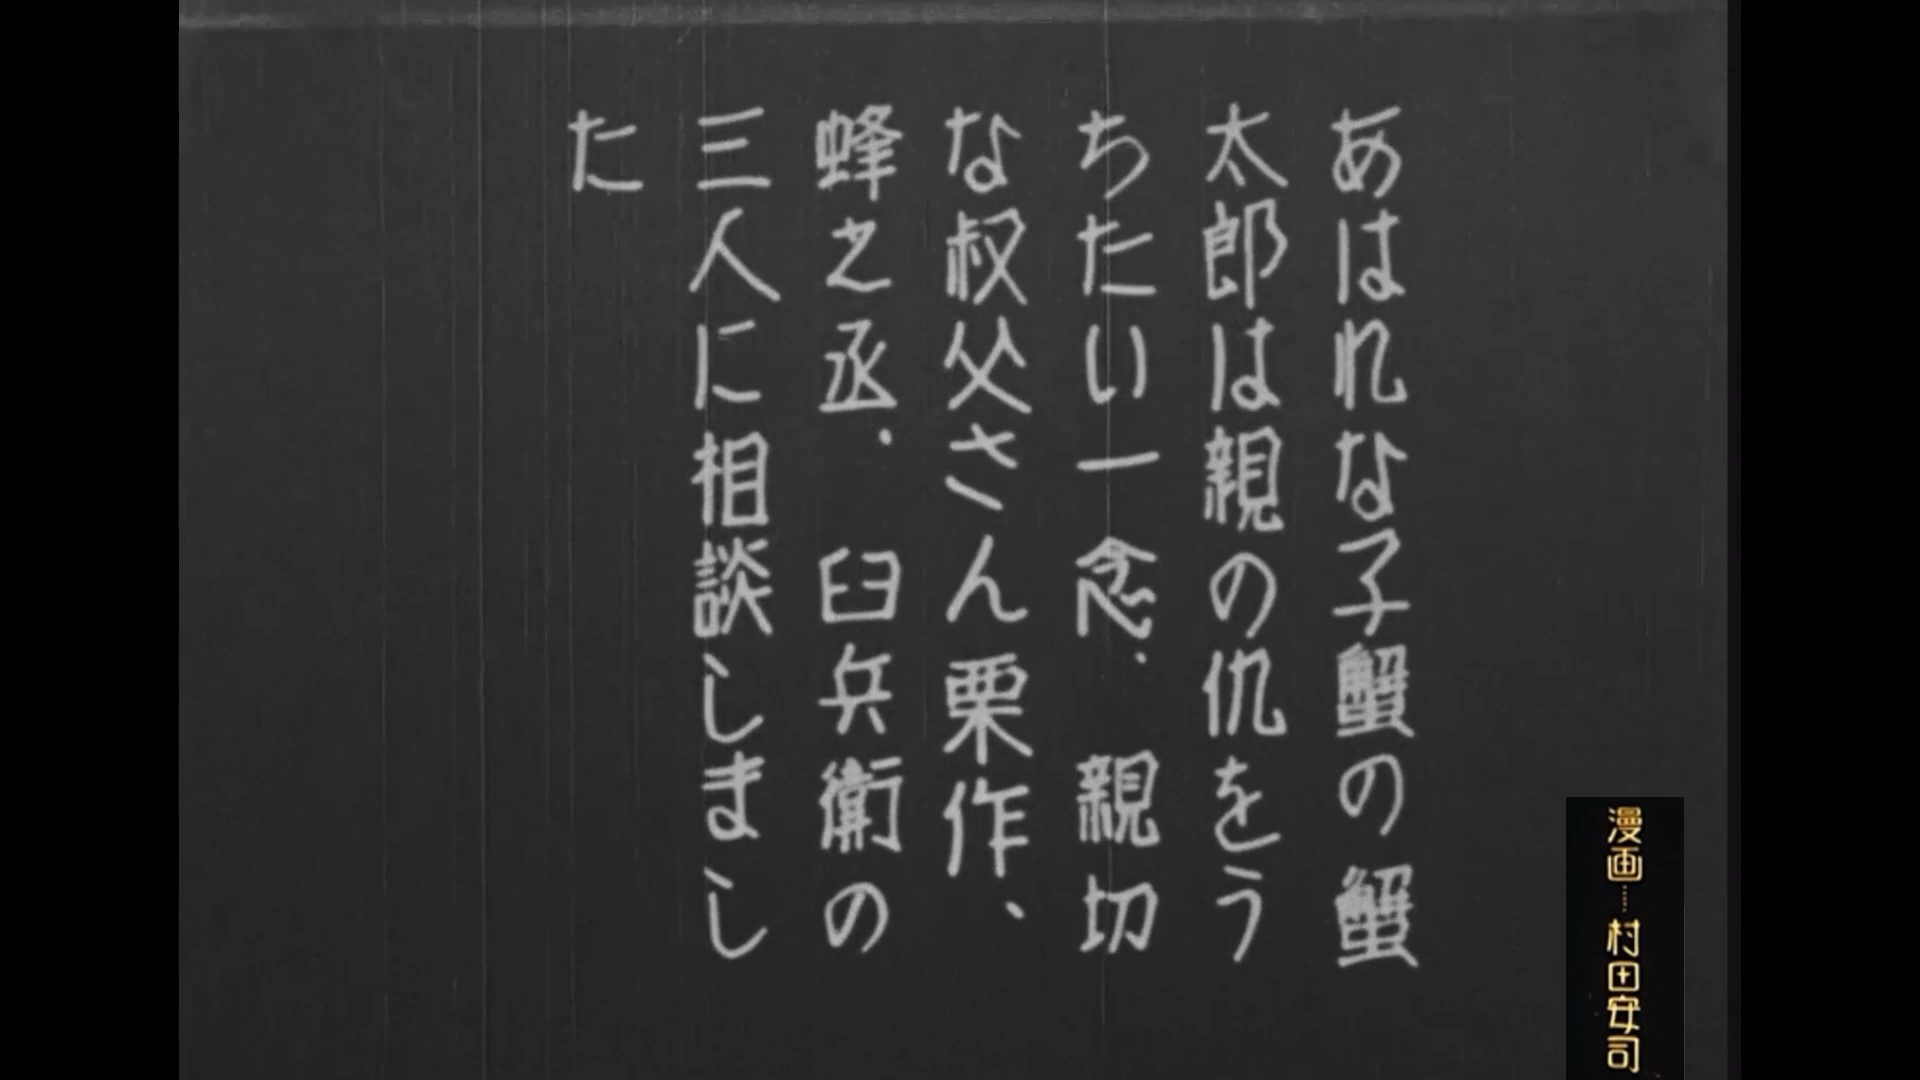 あはれな子蟹の蟹
太郎は親の仇をう
ちたい一念、親切
な叔父さん栗作、
蜂之丞、臼兵衛の
三人に相談しまし
た
漫画……村田安司